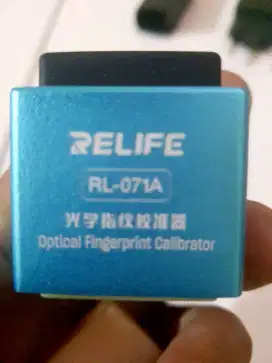 RELIFE
RL-071A
光学指纹校准器
Optical Fingerprint Calibrator